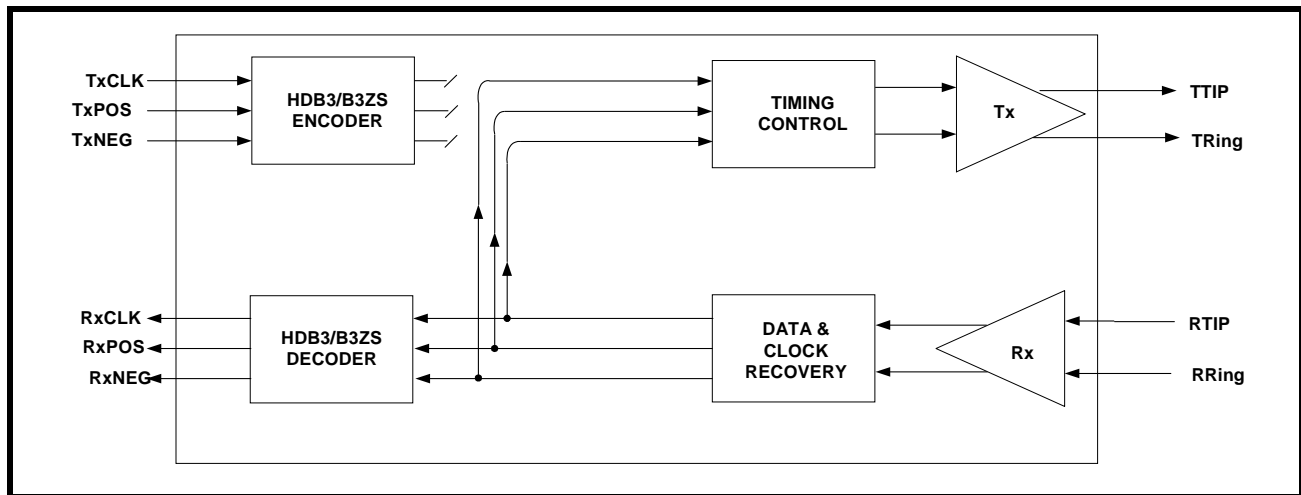 TxCLK
TxPOS
TxNEG
HDB3/B3ZS
ENCODER
TIMING
CONTROL
Tx
TTIP
TRing
RxCLK
RxPOS
RxNEG
HDB3/B3ZS
DECODER
DATA &
CLOCK
RECOVERY
Rx
RTIP
RRing